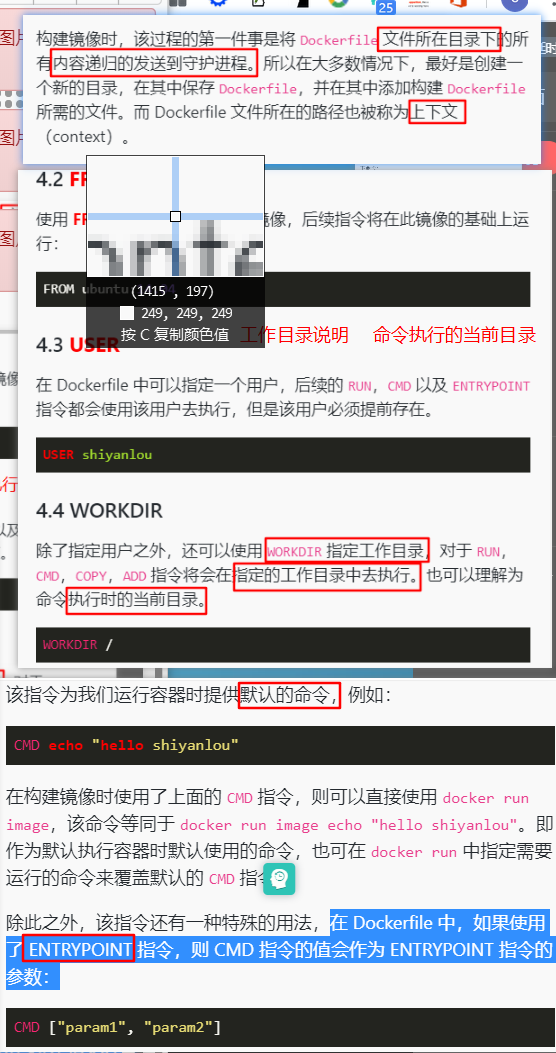 25
图片
构建镜像时，该过程的第一件事是将 Dockerfile 文件所在目录下的所
有内容递归的发送到守护进程。所以在大多数情况下，最好是创建一
个新的目录，在其中保存 Dockerfile，并在其中添加构建 Dockerfile
所需的文件。而 Dockerfile 文件所在的路径也被称为上下文
（context）。
图片
图片
4.2 FR
使用 FR 镜像，后续指令将在此镜像的基础上运
行：
FROM ubuntu
(1415 , 197)
249, 249, 249
按 C 复制颜色值
工作目录说明 命令执行的当前目录
4.3 USER
在 Dockerfile 中可以指定一个用户，后续的 RUN，CMD 以及 ENTRYPOINT
指令都会使用该用户去执行，但是该用户必须提前存在。
USER shiyanlou
4.4 WORKDIR
除了指定用户之外，还可以使用 WORKDIR 指定工作目录，对于 RUN，
CMD，COPY，ADD 指令将会在指定的工作目录中去执行。也可以理解为
命令执行时的当前目录。
WORKDIR /
该指令为我们运行容器时提供默认的命令，例如：
CMD echo "hello shiyanlou"
在构建镜像时使用了上面的 CMD 指令，则可以直接使用 docker run
image，该命令等同于 docker run image echo "hello shiyanlou"。即
作为默认执行容器时默认使用的命令，也可在 docker run 中指定需要
运行的命令来覆盖默认的 CMD 指令
除此之外，该指令还有一种特殊的用法，在 Dockerfile 中，如果使用
了 ENTRYPOINT 指令，则 CMD 指令的值会作为 ENTRYPOINT 指令的
参数：
CMD ["param1", "param2"]